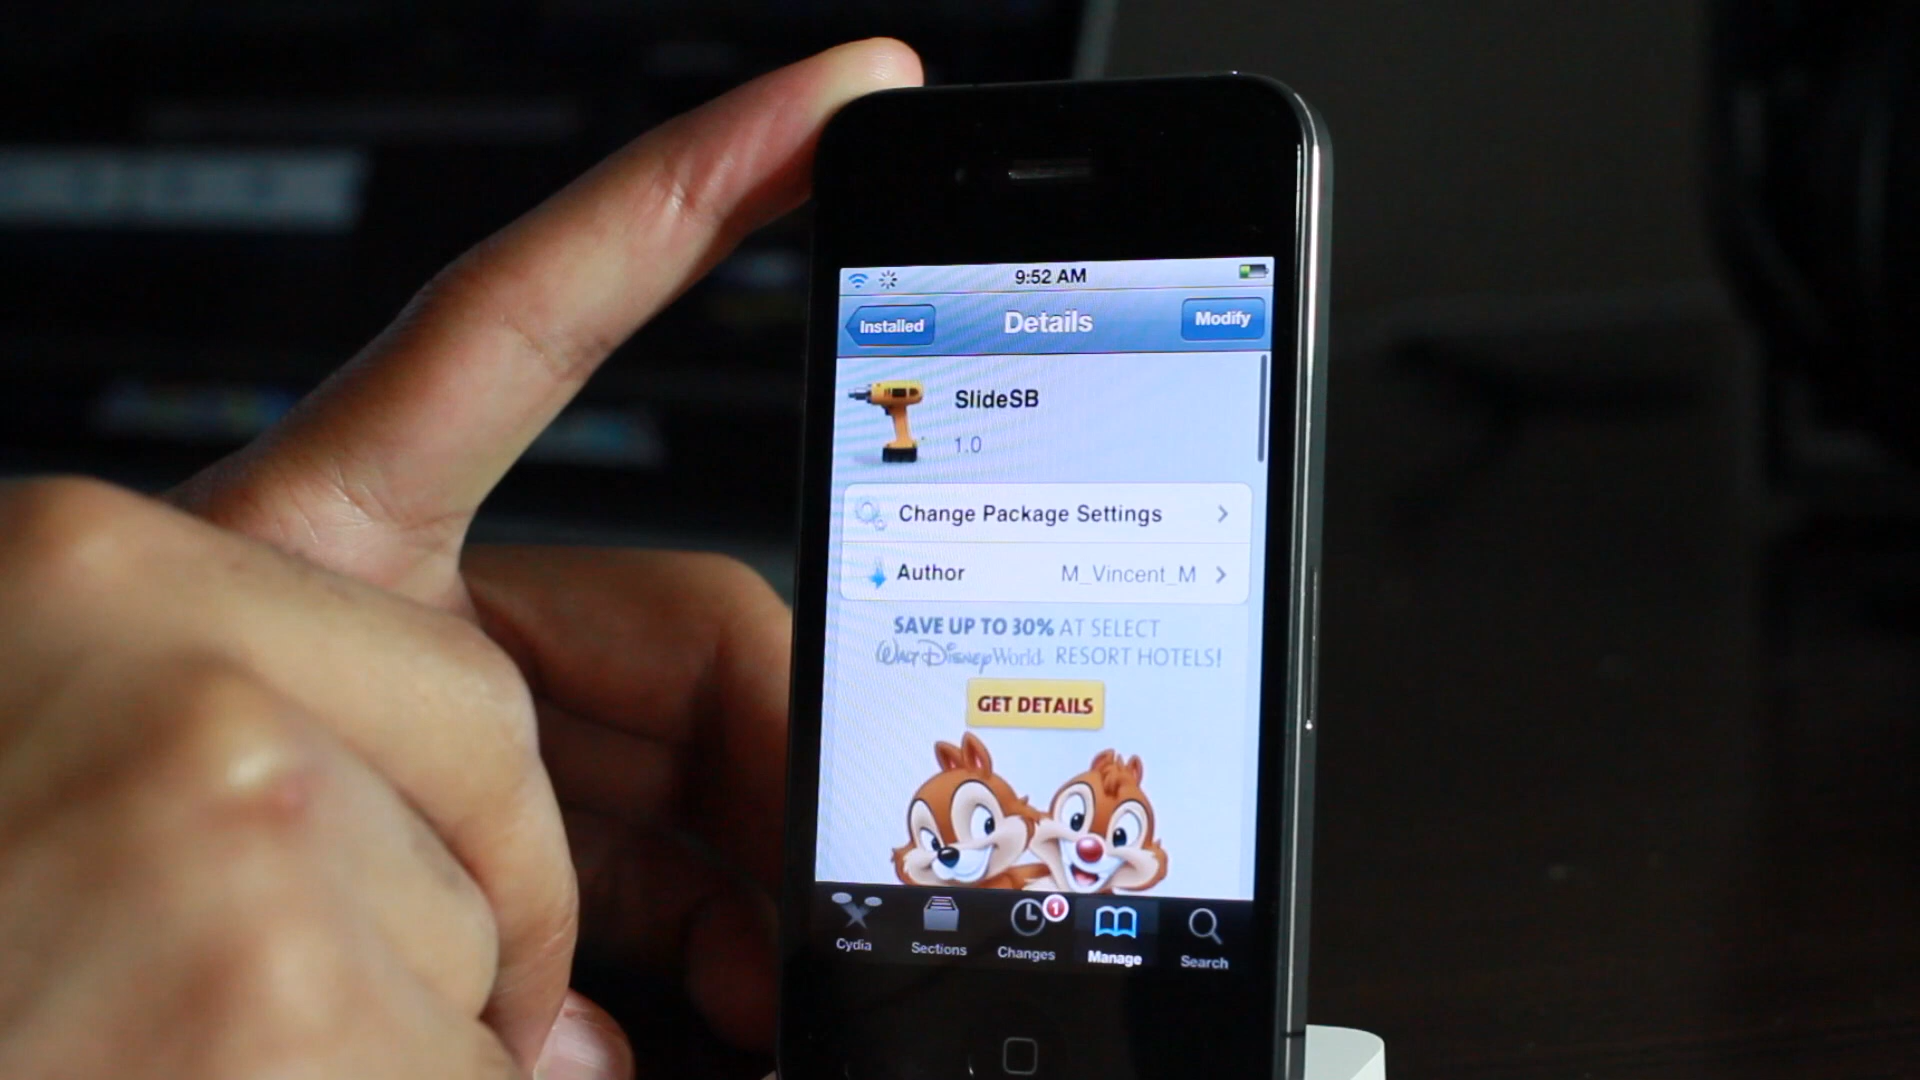 9:52 AM
Installed
Details
Modify
SlideSB
1.0
Change Package Settings
Author M_Vincent_M
SAVE UP TO 30% AT SELECT
Walt Disney World. RESORT HOTELS!
GET DETAILS
1
Cydia
Sections
Changes
Manage
Search